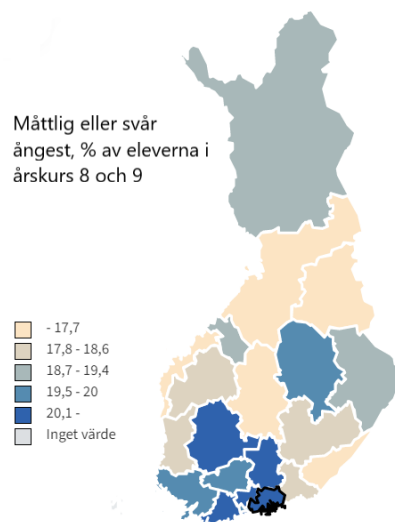 Måttlig eller svår
ångest, % av eleverna i
årskurs 8 och 9
- 17,7
17,8 - 18,6
18,7 - 19,4
19,5 - 20
20,1 -
Inget värde